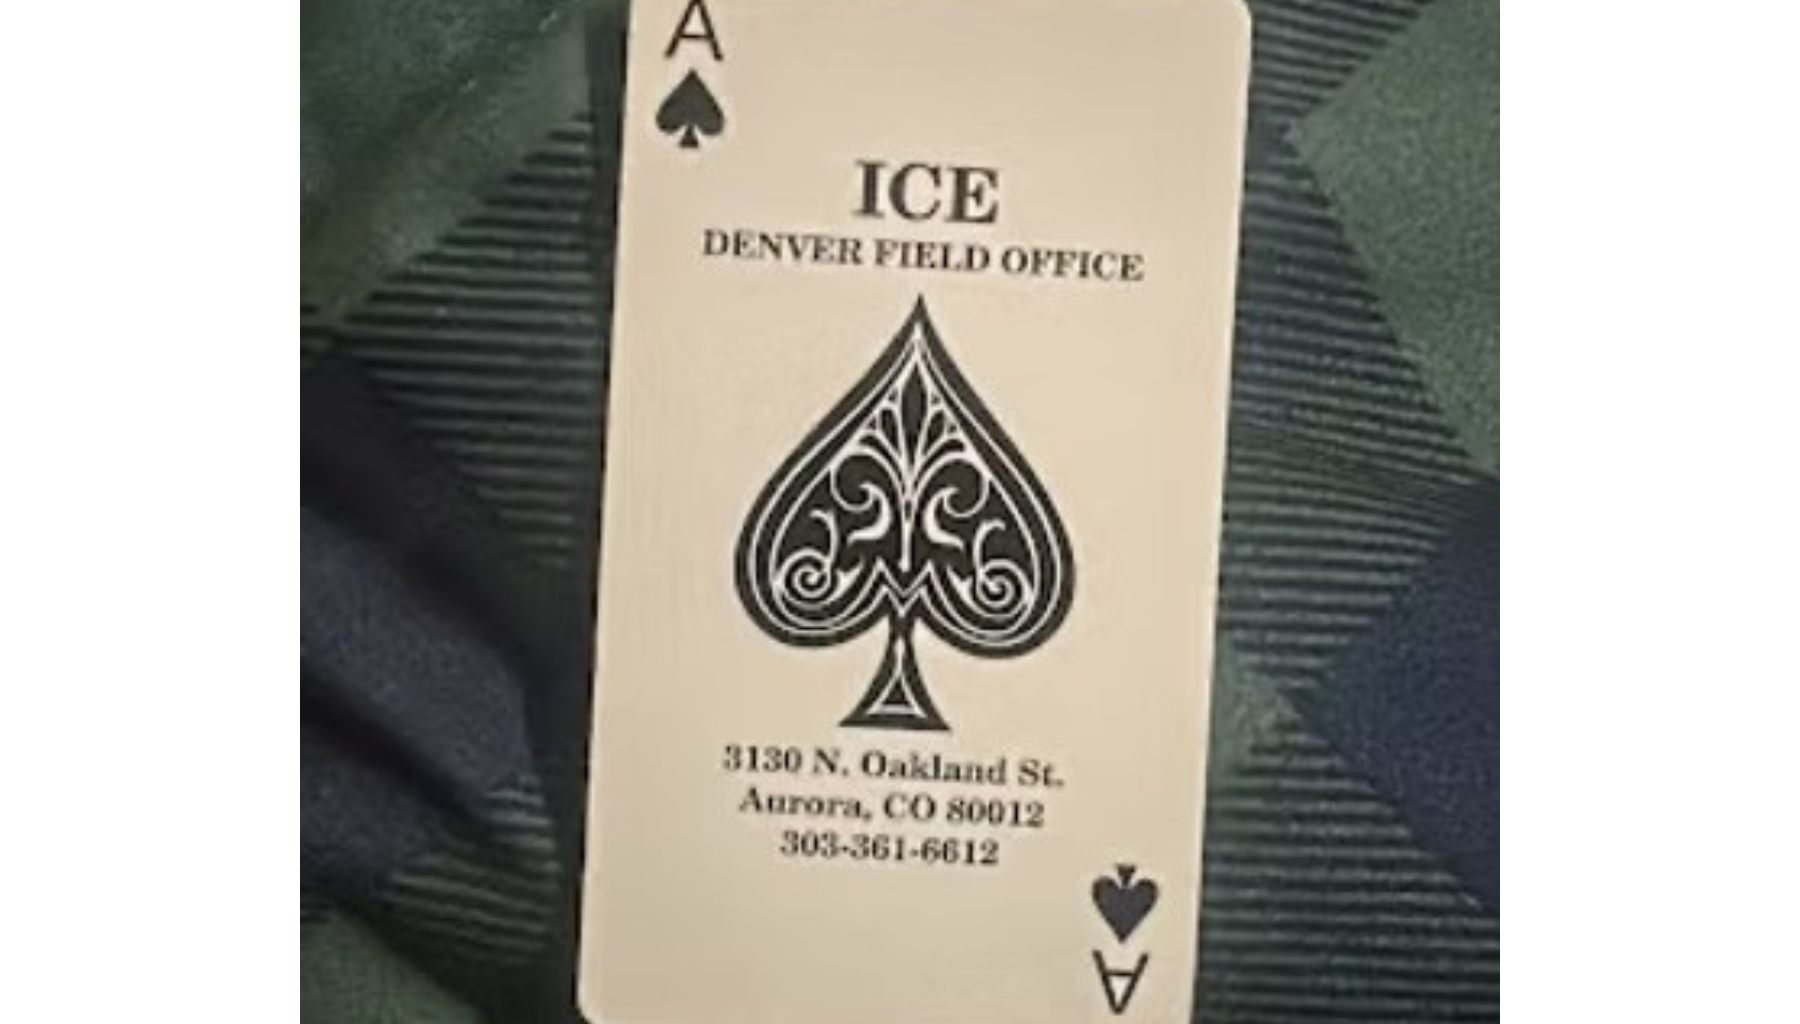 A
ICE
DENVER FIELD OFFICE
3130 N. Oakland St.
Aurora, CO 80012
303-361-6612
A